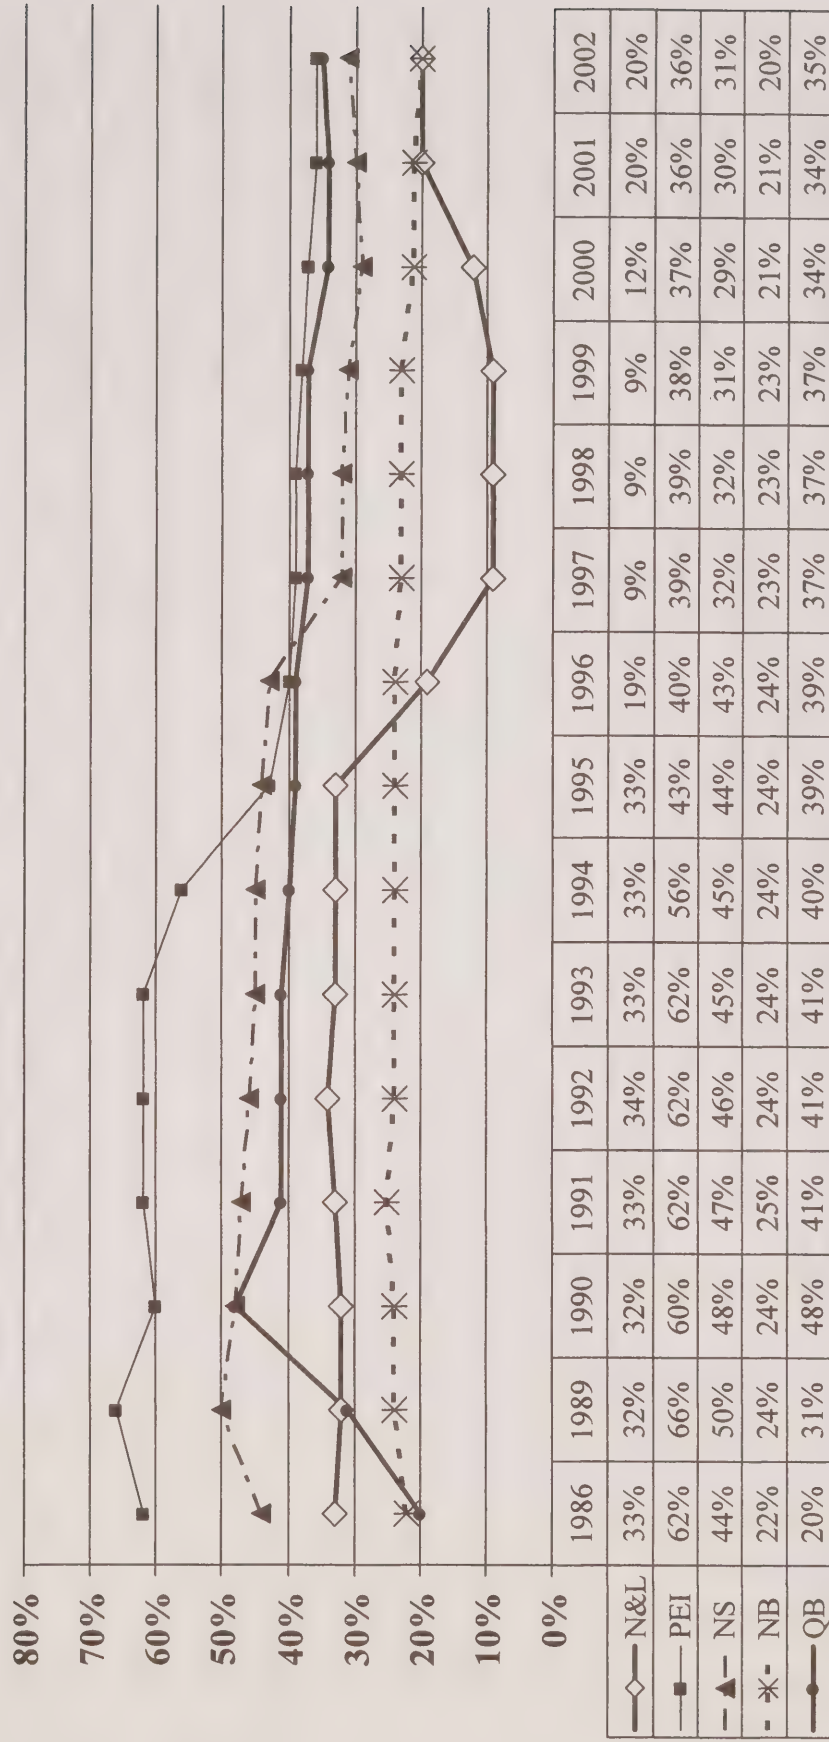 80%
70%
60%
50%
40%
30%
20%
10%
0%
1986 1989 1990 1991 1992 1993 1994 1995 1996 1997 1998 1999 2000 2001 2002
N&L 33% 32% 32% 33% 34% 33% 33% 33% 19% 9% 9% 9% 12% 20% 20%
PEI 62% 66% 60% 62% 62% 62% 56% 43% 40% 39% 39% 38% 37% 36% 36%
NS 44% 50% 48% 47% 46% 45% 45% 44% 43% 32% 32% 31% 29% 30% 31%
NB 22% 24% 24% 25% 24% 24% 24% 24% 24% 23% 23% 23% 21% 21% 20%
QB 20% 31% 48% 41% 41% 41% 40% 39% 39% 37% 37% 37% 34% 34% 35%